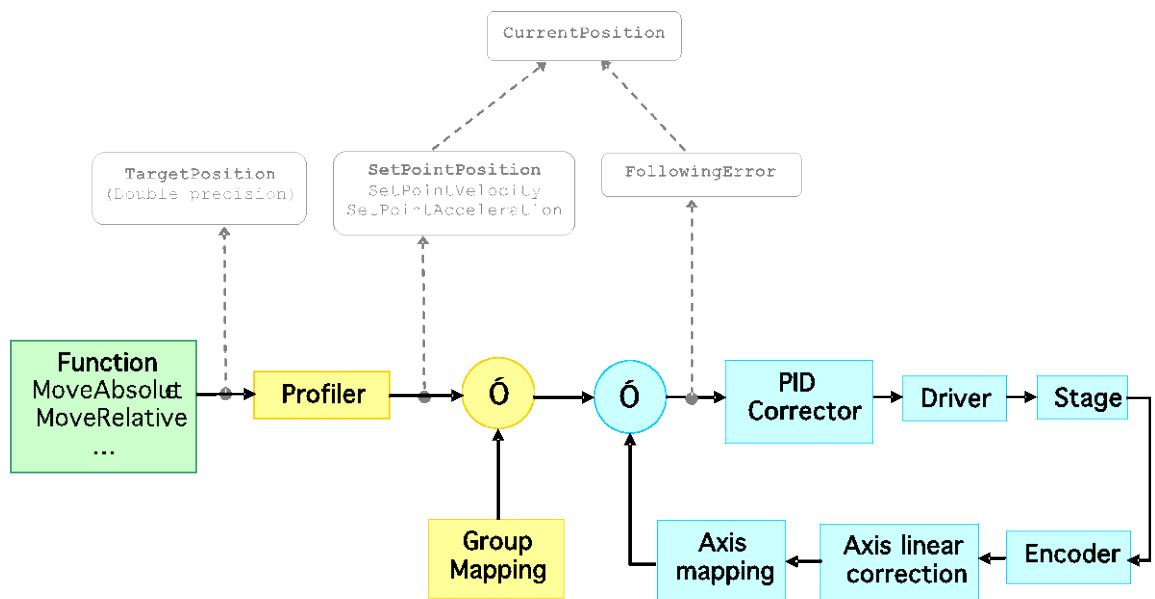 CurrentPosition
TargetPosition
(Double precision)
SetPointPosition
SetPointVelocity
SetPointAcceleration
FollowingError
Function
MoveAbsolut
MoveRelative
...
Profiler
Ó
Ó
PID
Corrector
Driver
Stage
Group
Mapping
Axis
mapping
Axis linear
correction
Encoder